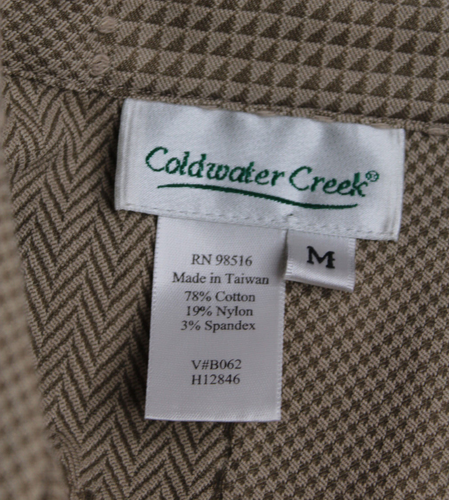 Coldwater Creek®
M
RN 98516
Made in Taiwan
78% Cotton
19% Nylon
3% Spandex
V#B062
H12846